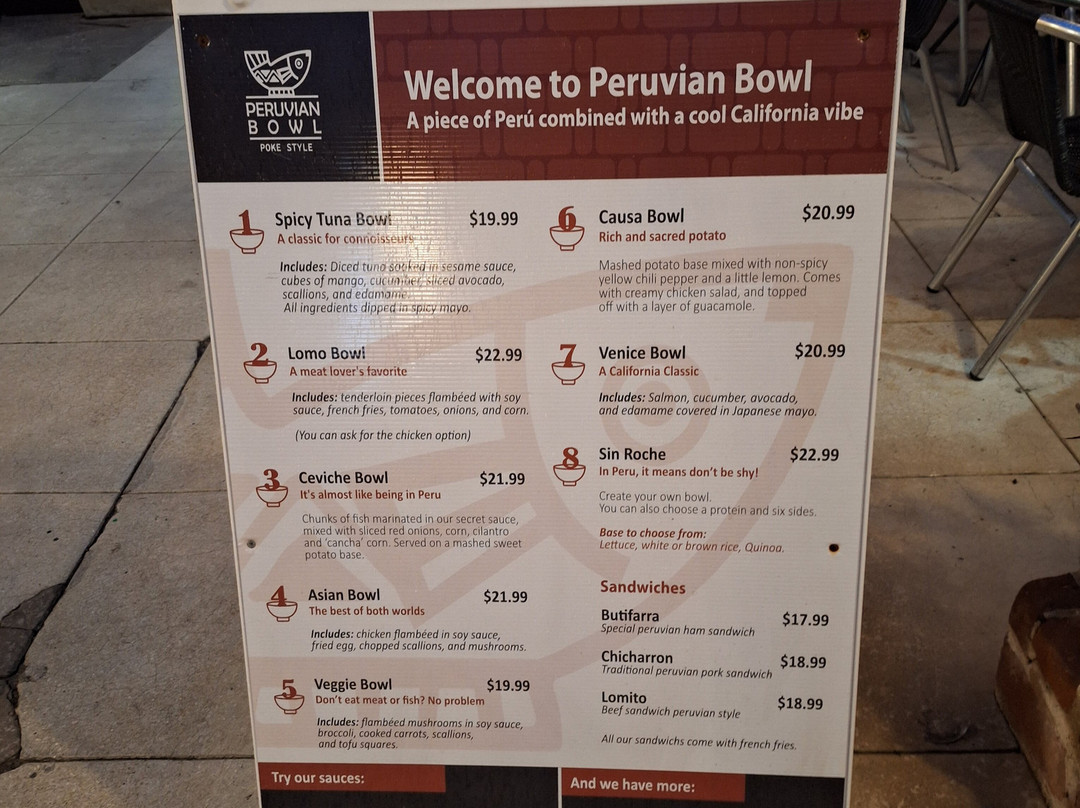 PERUVIAN
BOWL
POKE STYLE
Welcome to Peruvian Bowl
A piece of Perú combined with a cool California vibe
1
Spicy Tuna Bowl $19.99
A classic for connoisseurs
Includes: Diced tuna soaked in sesame sauce,
cubes of mango, cucumber, sliced avocado,
scallions, and edamame.
All ingredients dipped in spicy mayo.
2
Lomo Bowl $22.99
A meat lover's favorite
Includes: tenderloin pieces flambéed with soy
sauce, french fries, tomatoes, onions, and corn.
(You can ask for the chicken option)
3
Ceviche Bowl $21.99
It's almost like being in Peru
Chunks of fish marinated in our secret sauce,
mixed with sliced red onions, corn, cilantro
and 'cancha' corn. Served on a mashed sweet
potato base.
4
Asian Bowl $21.99
The best of both worlds
Includes: chicken flambéed in soy sauce,
fried egg, chopped scallions, and mushrooms.
5
Veggie Bowl $19.99
Don't eat meat or fish? No problem
Includes: flambéed mushrooms in soy sauce,
broccoli, cooked carrots, scallions,
and tofu squares.
6
Causa Bowl $20.99
Rich and sacred potato
Mashed potato base mixed with non-spicy
yellow chili pepper and a little lemon. Comes
with creamy chicken salad, and topped
off with a layer of guacamole.
7
Venice Bowl $20.99
A California Classic
Includes: Salmon, cucumber, avocado,
and edamame covered in Japanese mayo.
8
Sin Roche $22.99
In Peru, it means don't be shy!
Create your own bowl.
You can also choose a protein and six sides.
Base to choose from:
Lettuce, white or brown rice, Quinoa.
Sandwiches
Butifarra $17.99
Special peruvian ham sandwich
Chicharron $18.99
Traditional peruvian pork sandwich
Lomito $18.99
Beef sandwich peruvian style
All our sandwichs come with french fries.
Try our sauces:
And we have more: